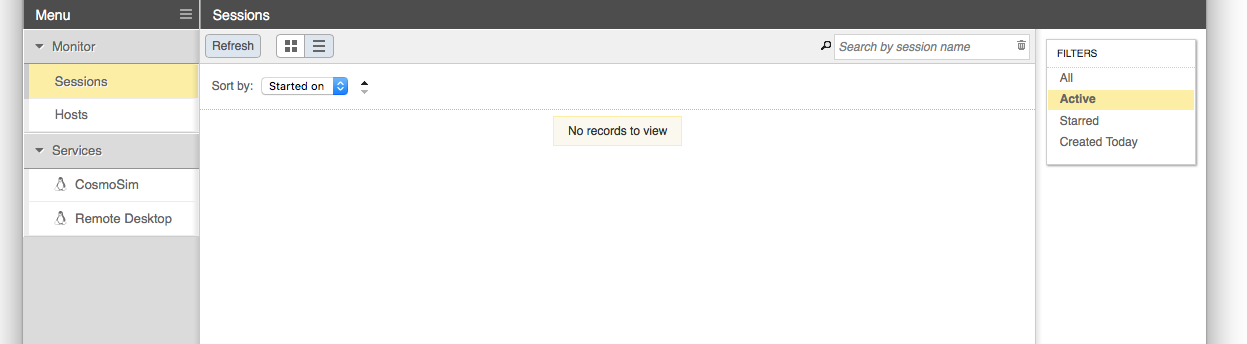 Menu
Sessions
Monitor
Refresh
Search by session name
FILTERS
Sessions
Sort by: Started on
All
Active
Hosts
No records to view
Starred
Services
Created Today
CosmoSim
Remote Desktop